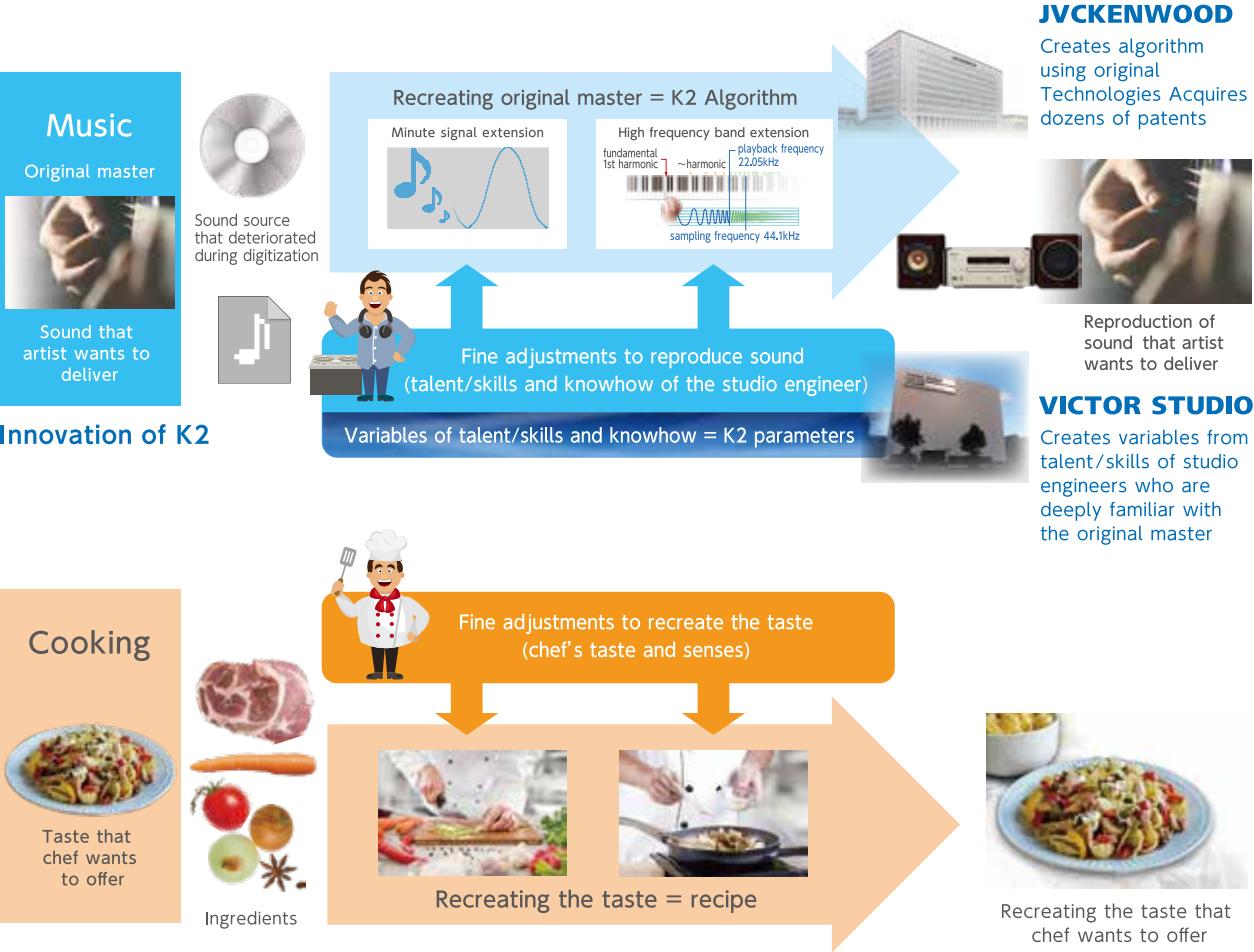 JVCKENWOOD
Creates algorithm
using original
Technologies Acquires
dozens of patents
Music
Original master
Sound that
artist wants to
deliver
Sound source
that deteriorated
during digitization
Recreating original master = K2 Algorithm
Minute signal extension
High frequency band extension
fundamental
1st harmonic
~harmonic
playback frequency
22.05kHz
sampling frequency 44.1kHz
Reproduction of
sound that artist
wants to deliver
Fine adjustments to reproduce sound
(talent/skills and knowhow of the studio engineer)
Variables of talent/skills and knowhow = K2 parameters
Innovation of K2
VICTOR STUDIO
Creates variables from
talent/skills of studio
engineers who are
deeply familiar with
the original master
Cooking
Taste that
chef wants
to offer
Ingredients
Fine adjustments to recreate the taste
(chef's taste and senses)
Recreating the taste = recipe
Recreating the taste that
chef wants to offer